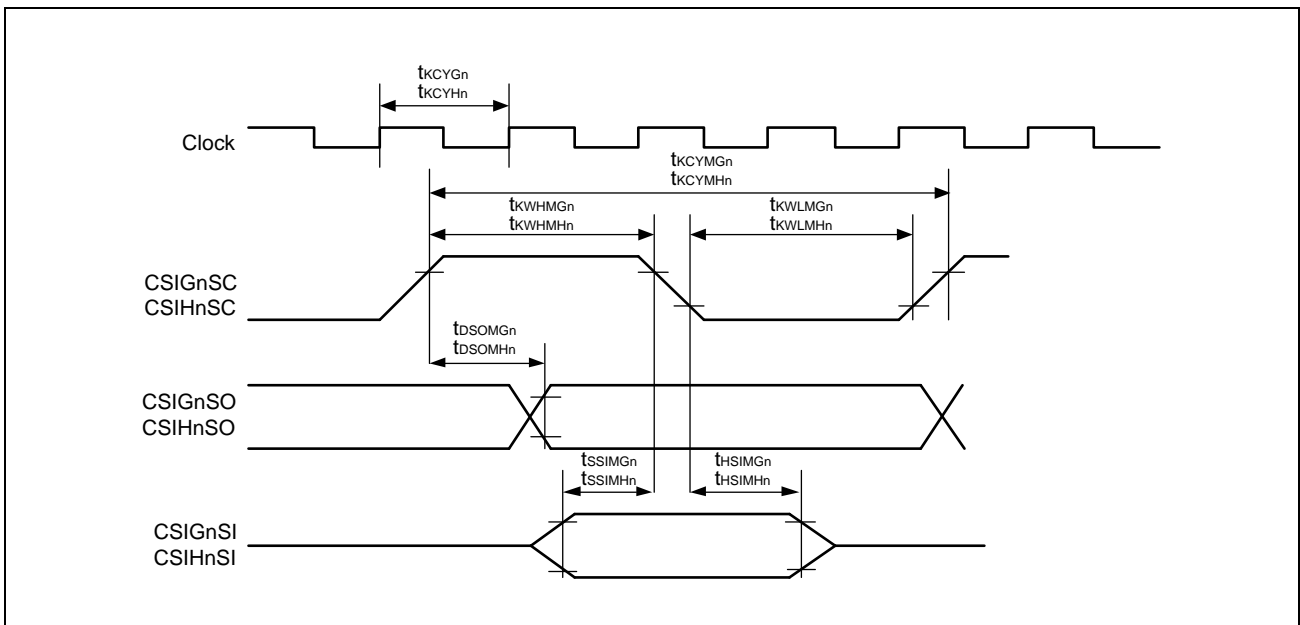 tKCYGn
tKCYHn
Clock
tKCYMGn
tKCYMHn
tKWHMGn
tKWHMHn
tKWLMGn
tKWLMHn
CSIGnSC
CSIHnSC
tDSOMGn
tDSOMHn
CSIGnSO
CSIHnSO
tSSIMGn
tSSIMHn
tHSIMGn
tHSIMHn
CSIGnSI
CSIHnSI